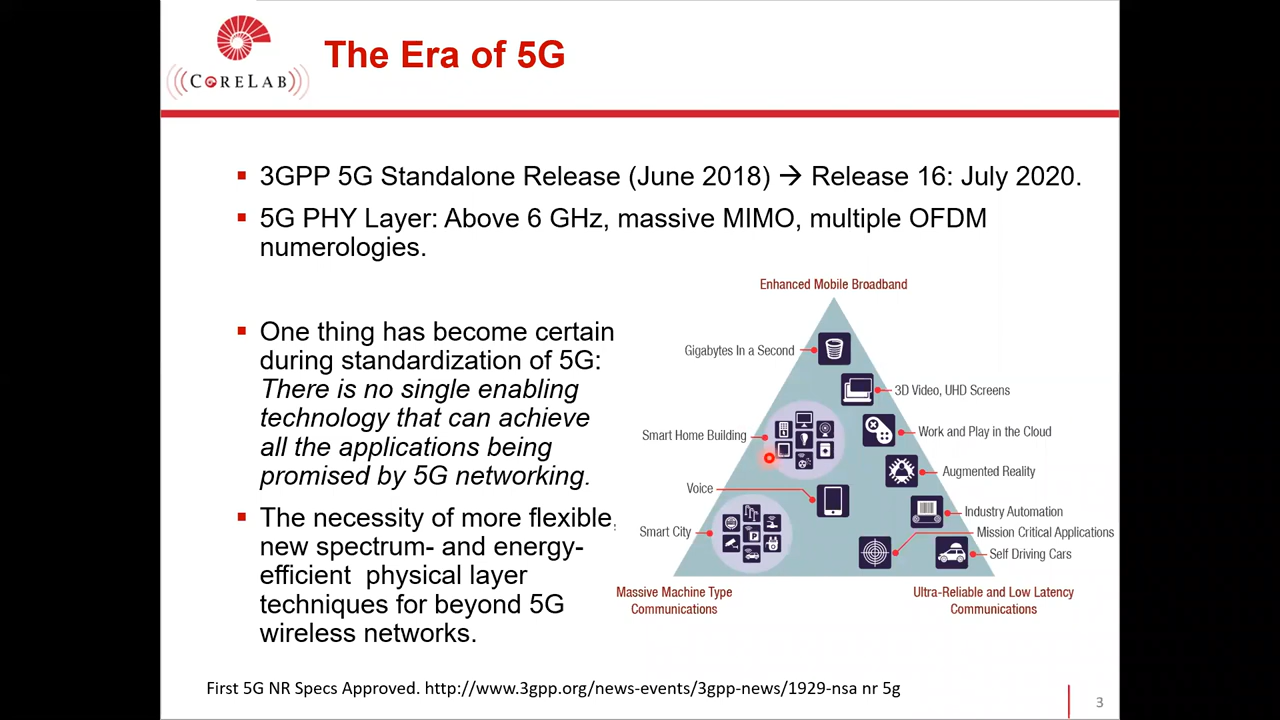 CORELAB
The Era of 5G
▪ 3GPP 5G Standalone Release (June 2018) → Release 16: July 2020.
▪ 5G PHY Layer: Above 6 GHz, massive MIMO, multiple OFDM
numerologies.
▪ One thing has become certain
during standardization of 5G:
There is no single enabling
technology that can achieve
all the applications being
promised by 5G networking.
▪ The necessity of more flexible,
new spectrum- and energy-
efficient physical layer
techniques for beyond 5G
wireless networks.
Enhanced Mobile Broadband
Gigabytes In a Second
3D Video, UHD Screens
Smart Home Building
Work and Play in the Cloud
Augmented Reality
Voice
Industry Automation
Smart City
Mission Critical Applications
Self Driving Cars
Massive Machine Type
Communications
Ultra-Reliable and Low Latency
Communications
First 5G NR Specs Approved. http://www.3gpp.org/news-events/3gpp-news/1929-nsa nr 5g
3